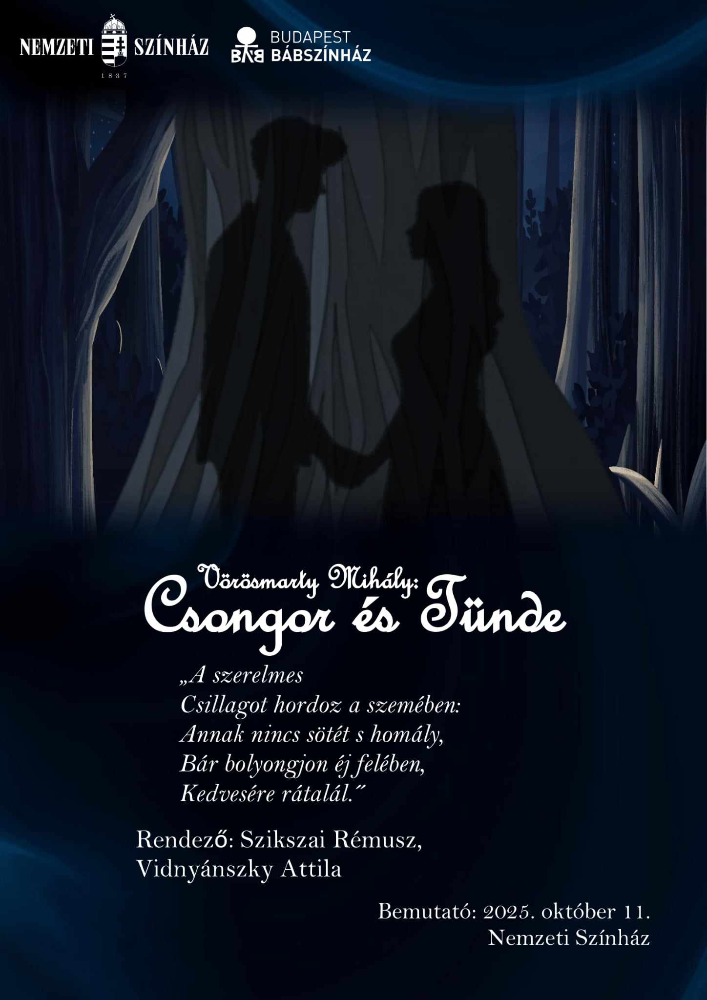 NEMZETI SZÍNHÁZ
1837
BÁB BUDAPEST
BÁBSZÍNHÁZ
Vörösmarty Mihály:
Csongor és Tünde
„A szerelmes
Csillagot hordoz a szemében:
Annak nincs sötét s homály,
Bár bolyongjon éj felében,
Kedvesére rátalál.˝
Rendező: Szikszai Rémusz,
Vidnyánszky Attila
Bemutató: 2025. október 11.
Nemzeti Színház